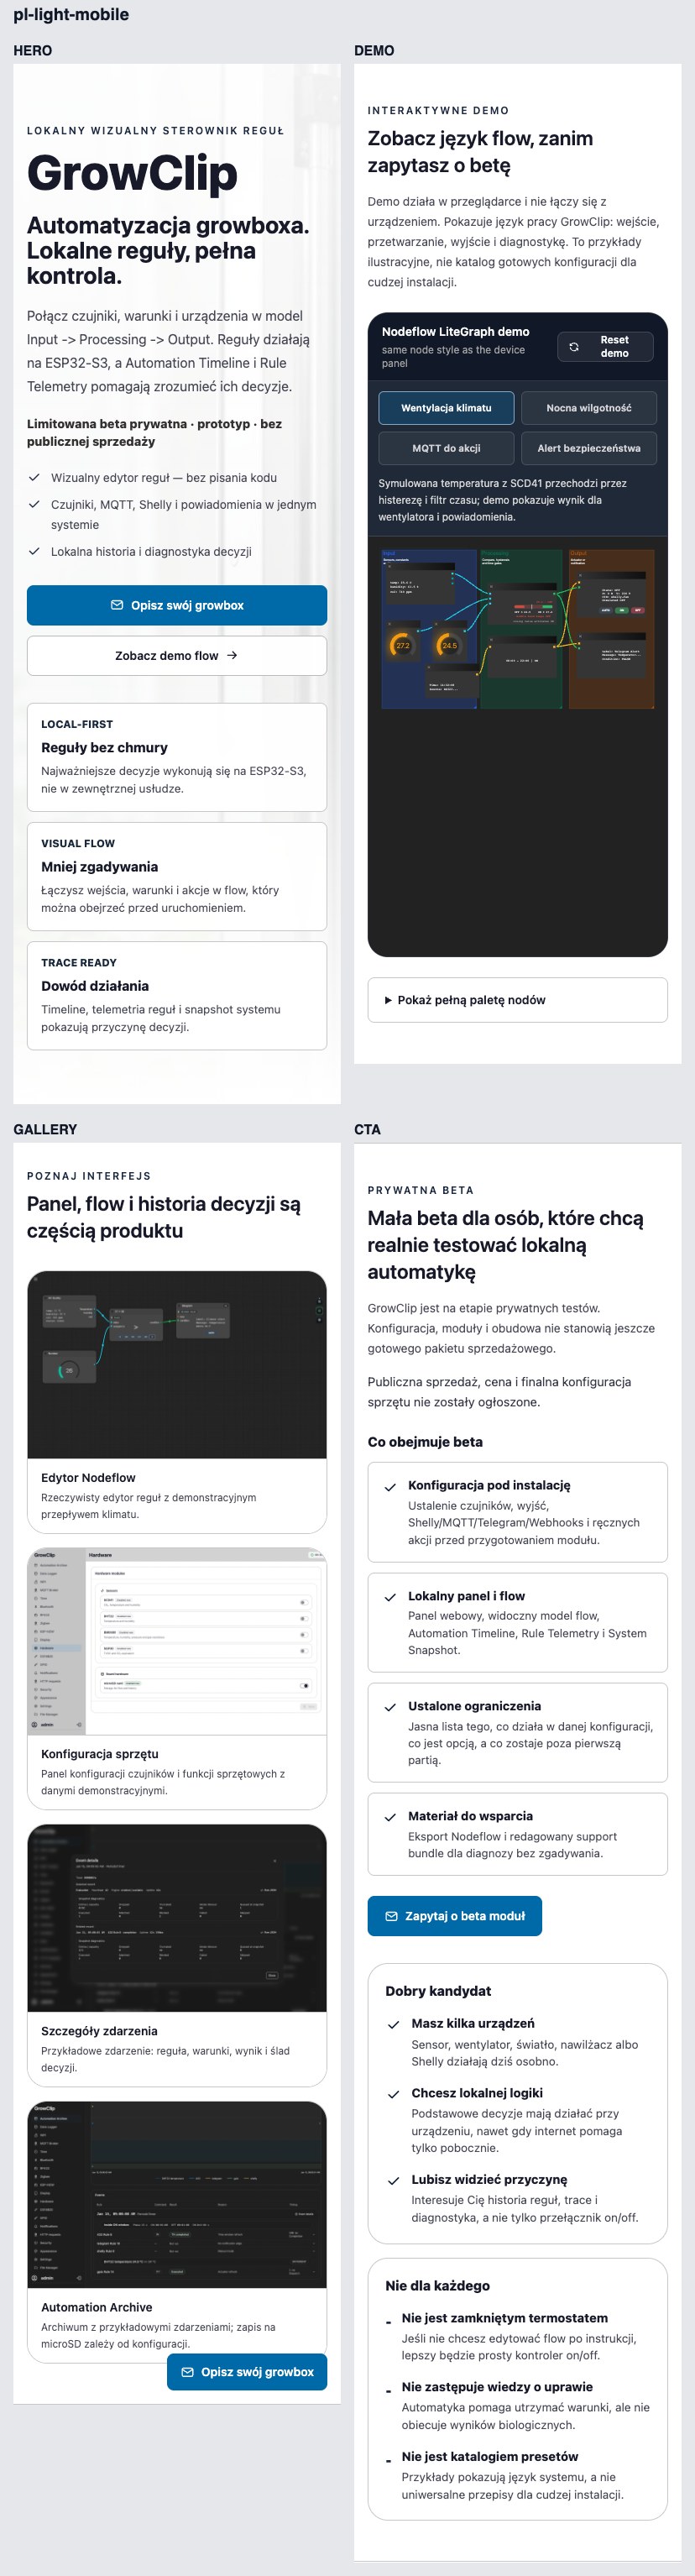 pl-light-mobile
HERO
LOKALNY WIZUALNY STEROWNIK REGUŁ
GrowClip
Automatyzacja growboxa.
Lokalne reguły, pełna
kontrola.
Połącz czujniki, warunki i urządzenia w model
Input -> Processing -> Output. Reguły działają
na ESP32-S3, a Automation Timeline i Rule
Telemetry pomagają zrozumieć ich decyzje.
Limitowana beta prywatna · prototyp · bez
publicznej sprzedaży
Wizualny edytor reguł — bez pisania kodu
Czujniki, MQTT, Shelly i powiadomienia w jednym
systemie
Lokalna historia i diagnostyka decyzji
Opisz swój growbox
Zobacz demo flow →
LOCAL-FIRST
Reguły bez chmury
Najważniejsze decyzje wykonują się na ESP32-S3,
nie w zewnętrznej usłudze.
VISUAL FLOW
Mniej zgadywania
Łączysz wejścia, warunki i akcje w flow, który
można obejrzeć przed uruchomieniem.
TRACE READY
Dowód działania
Timeline, telemetria reguł i snapshot systemu
pokazują przyczynę decyzji.
DEMO
INTERAKTYWNE DEMO
Zobacz język flow, zanim
zapytasz o betę
Demo działa w przeglądarce i nie łączy się z
urządzeniem. Pokazuje język pracy GrowClip: wejście,
przetwarzanie, wyjście i diagnostykę. To przykłady
ilustracyjne, nie katalog gotowych konfiguracji dla
cudzej instalacji.
Nodeflow LiteGraph demo
same node style as the device
panel
Reset
demo
Wentylacja klimatu
Nocna wilgotność
MQTT do akcji
Alert bezpieczeństwa
Symulowana temperatura z SCD41 przechodzi przez
histerezę i filtr czasu; demo pokazuje wynik dla
wentylatora i powiadomienia.
Input
Processing
Output
27.2
24.5
Pokaż pełną paletę nodów
GALLERY
POZNAJ INTERFEJS
Panel, flow i historia decyzji są
częścią produktu
Edytor Nodeflow
Rzeczywisty edytor reguł z demonstracyjnym
przepływem klimatu.
GrowClip
Hardware
Hardware modules
admin
Konfiguracja sprzętu
Panel konfiguracji czujników i funkcji sprzętowych z
danymi demonstracyjnymi.
Event details
Szczegóły zdarzenia
Przykładowe zdarzenie: reguła, warunki, wynik i ślad
decyzji.
GrowClip
admin
Automation Archive
Archiwum z przykładowymi zdarzeniami; zapis na
microSD zależy od konfiguracji.
Opisz swój growbox
CTA
PRYWATNA BETA
Mała beta dla osób, które chcą
realnie testować lokalną
automatykę
GrowClip jest na etapie prywatnych testów.
Konfiguracja, moduły i obudowa nie stanowią jeszcze
gotowego pakietu sprzedażowego.
Publiczna sprzedaż, cena i finalna konfiguracja
sprzętu nie zostały ogłoszone.
Co obejmuje beta
Konfiguracja pod instalację
Ustalenie czujników, wyjść,
Shelly/MQTT/Telegram/Webhooks i ręcznych
akcji przed przygotowaniem modułu.
Lokalny panel i flow
Panel webowy, widoczny model flow,
Automation Timeline, Rule Telemetry i System
Snapshot.
Ustalone ograniczenia
Jasna lista tego, co działa w danej konfiguracji,
co jest opcją, a co zostaje poza pierwszą
partią.
Materiał do wsparcia
Eksport Nodeflow i redagowany support
bundle dla diagnozy bez zgadywania.
Zapytaj o beta moduł
Dobry kandydat
Masz kilka urządzeń
Sensor, wentylator, światło, nawilżacz albo
Shelly działają dziś osobno.
Chcesz lokalnej logiki
Podstawowe decyzje mają działać przy
urządzeniu, nawet gdy internet pomaga
tylko pobocznie.
Lubisz widzieć przyczynę
Interesuje Cię historia reguł, trace i
diagnostyka, a nie tylko przełącznik on/off.
Nie dla każdego
- Nie jest zamkniętym termostatem
Jeśli nie chcesz edytować flow po instrukcji,
lepszy będzie prosty kontroler on/off.
- Nie zastępuje wiedzy o uprawie
Automatyka pomaga utrzymać warunki, ale nie
obiecuje wyników biologicznych.
- Nie jest katalogiem presetów
Przykłady pokazują język systemu, a nie
uniwersalne przepisy dla cudzej instalacji.